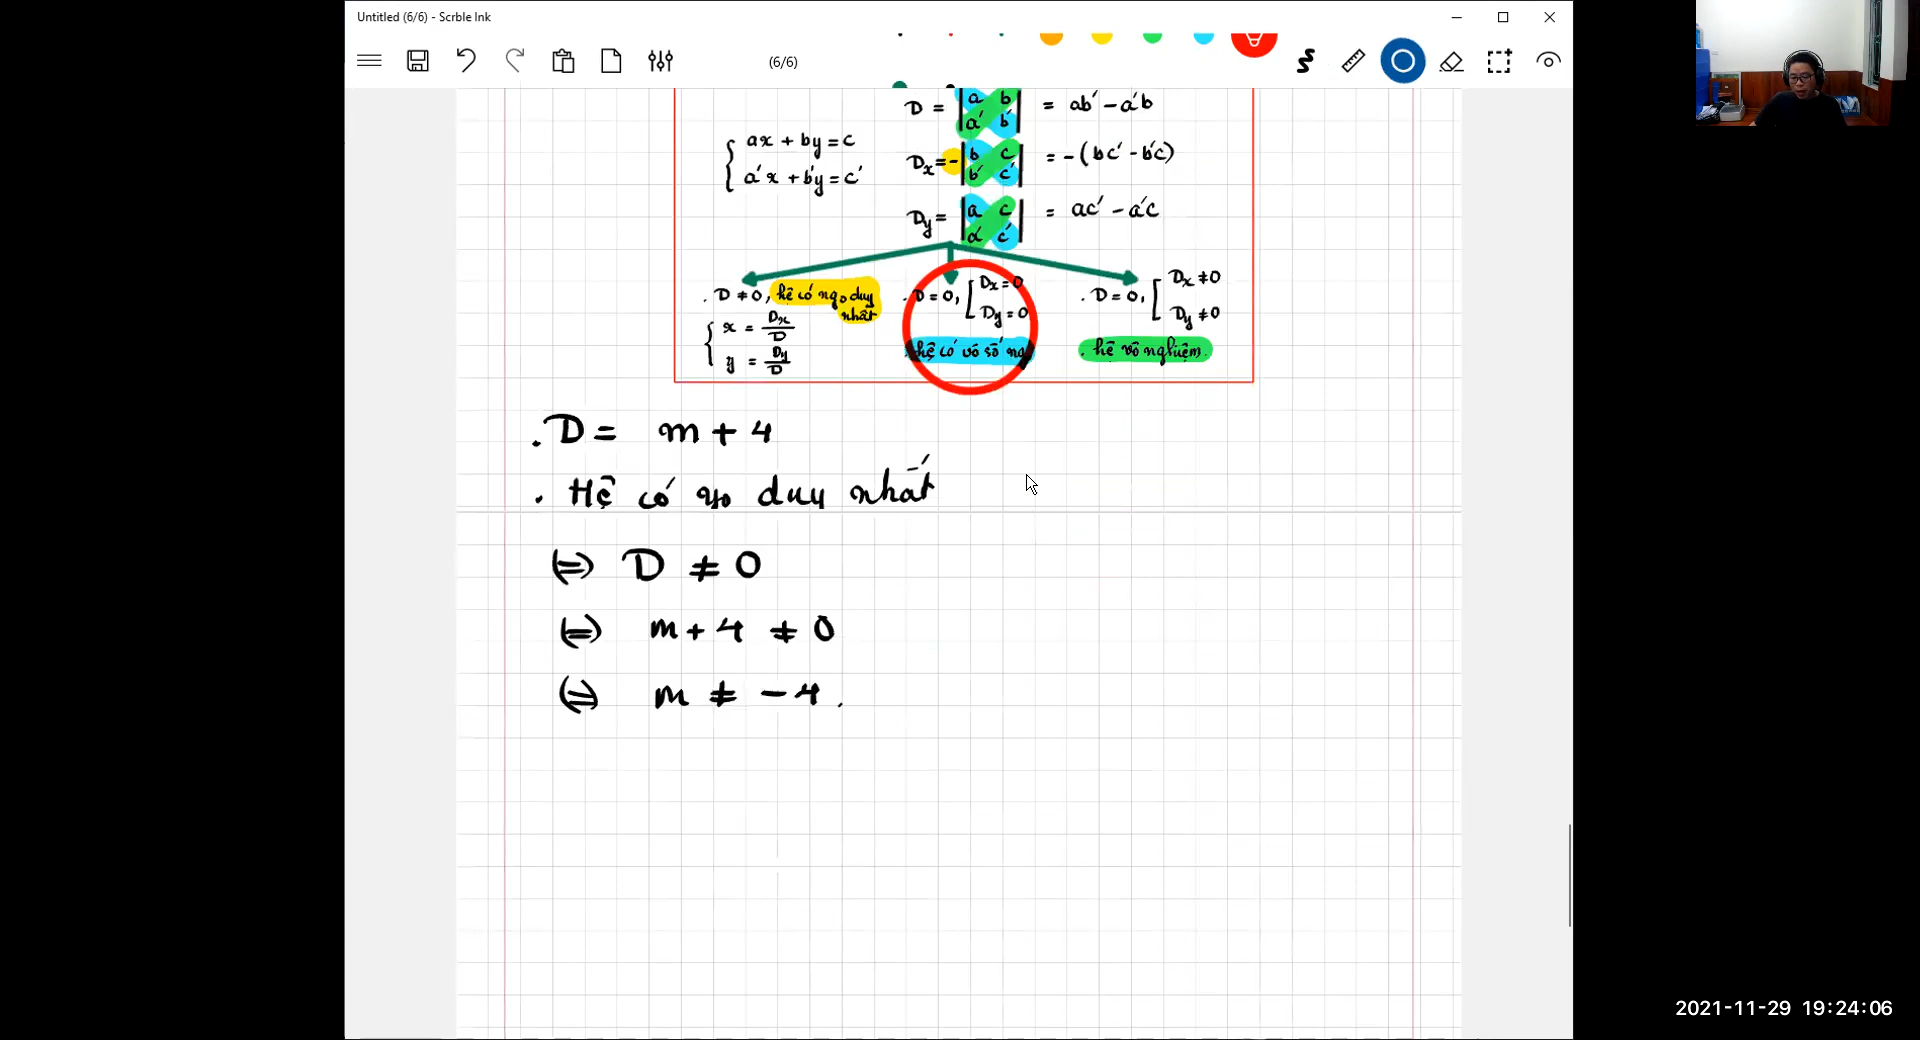 Untitled (6/6) - Scrble Ink
(6/6)
D = |a b a' b'| = ab' - a'b
{ ax + by = c
a'x + b'y = c'
Dx = - |b c b' c'| = -(bc' - b'c)
Dy = |a c a' c'| = ac' - a'c
. D ≠ 0, hệ có ngo duy nhất
{ x = Dx/D
y = Dy/D
. D = 0, [ Dx = 0
Dy = 0
hệ có vô số ngo
. D = 0, [ Dx ≠ 0
Dy ≠ 0
. hệ vô nghiệm.
. D = m + 4
. Hệ có no duy nhất
⇔ D ≠ 0
⇔ m + 4 ≠ 0
⇔ m ≠ -4.
2021-11-29 19:24:06